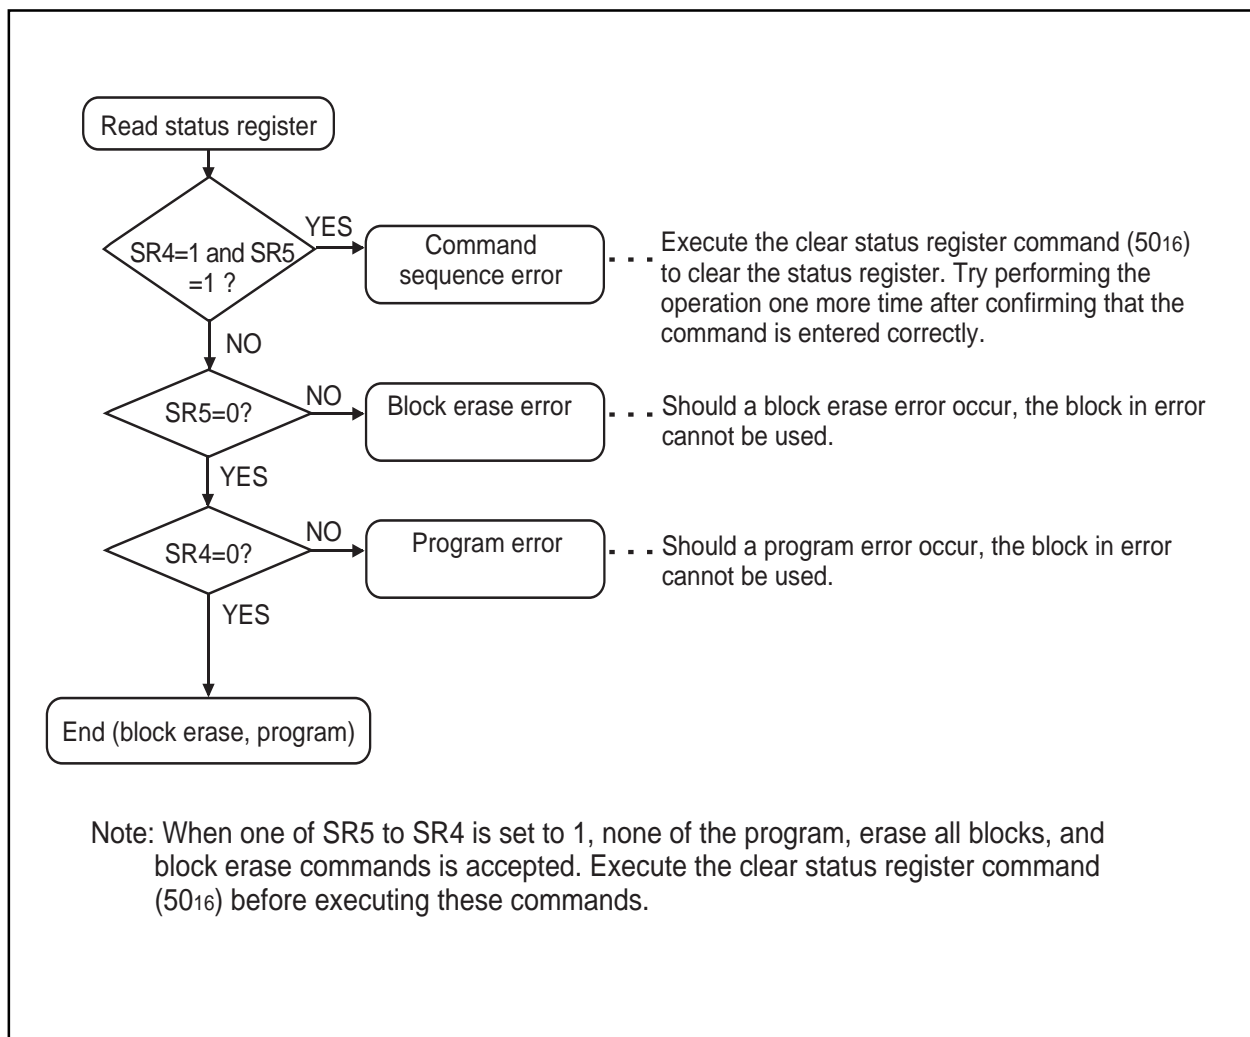 Read status register
SR4=1 and SR5
=1 ?
YES
Command
sequence error
Execute the clear status register command (5016)
to clear the status register. Try performing the
operation one more time after confirming that the
command is entered correctly.
NO
SR5=0?
NO
Block erase error
Should a block erase error occur, the block in error
cannot be used.
YES
SR4=0?
NO
Program error
Should a program error occur, the block in error
cannot be used.
YES
End (block erase, program)
Note: When one of SR5 to SR4 is set to 1, none of the program, erase all blocks, and
block erase commands is accepted. Execute the clear status register command
(5016) before executing these commands.